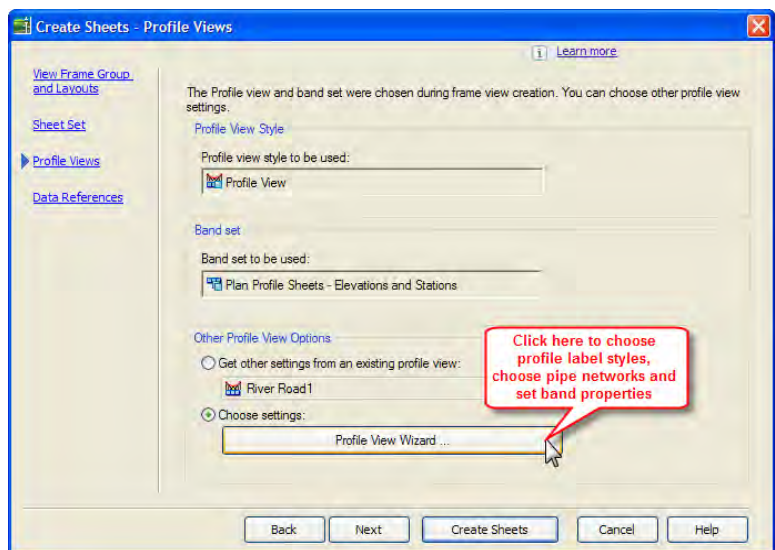 Create Sheets - Profile Views
Learn more
View Frame Group
and Layouts
Sheet Set
Profile Views
Data References
The Profile view and band set were chosen during frame view creation. You can choose other profile view
settings.
Profile View Style
Profile view style to be used:
Profile View
Band set
Band set to be used:
Plan Profile Sheets - Elevations and Stations
Other Profile View Options
Get other settings from an existing profile view:
River Road1
Choose settings:
Profile View Wizard ...
Click here to choose
profile label styles,
choose pipe networks and
set band properties
Back
Next
Create Sheets
Cancel
Help